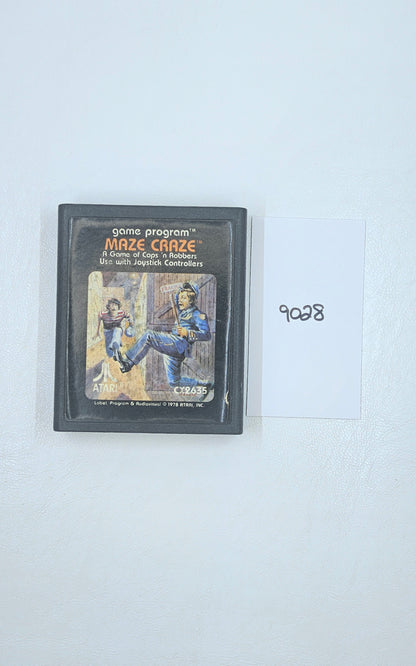 game program™
MAZE CRAZE™
A Game of Cops 'n Robbers
Use with Joystick Controllers
ATARI
CX2635
Label, Program & Audiovisual © 1978 ATARI, INC.
9028